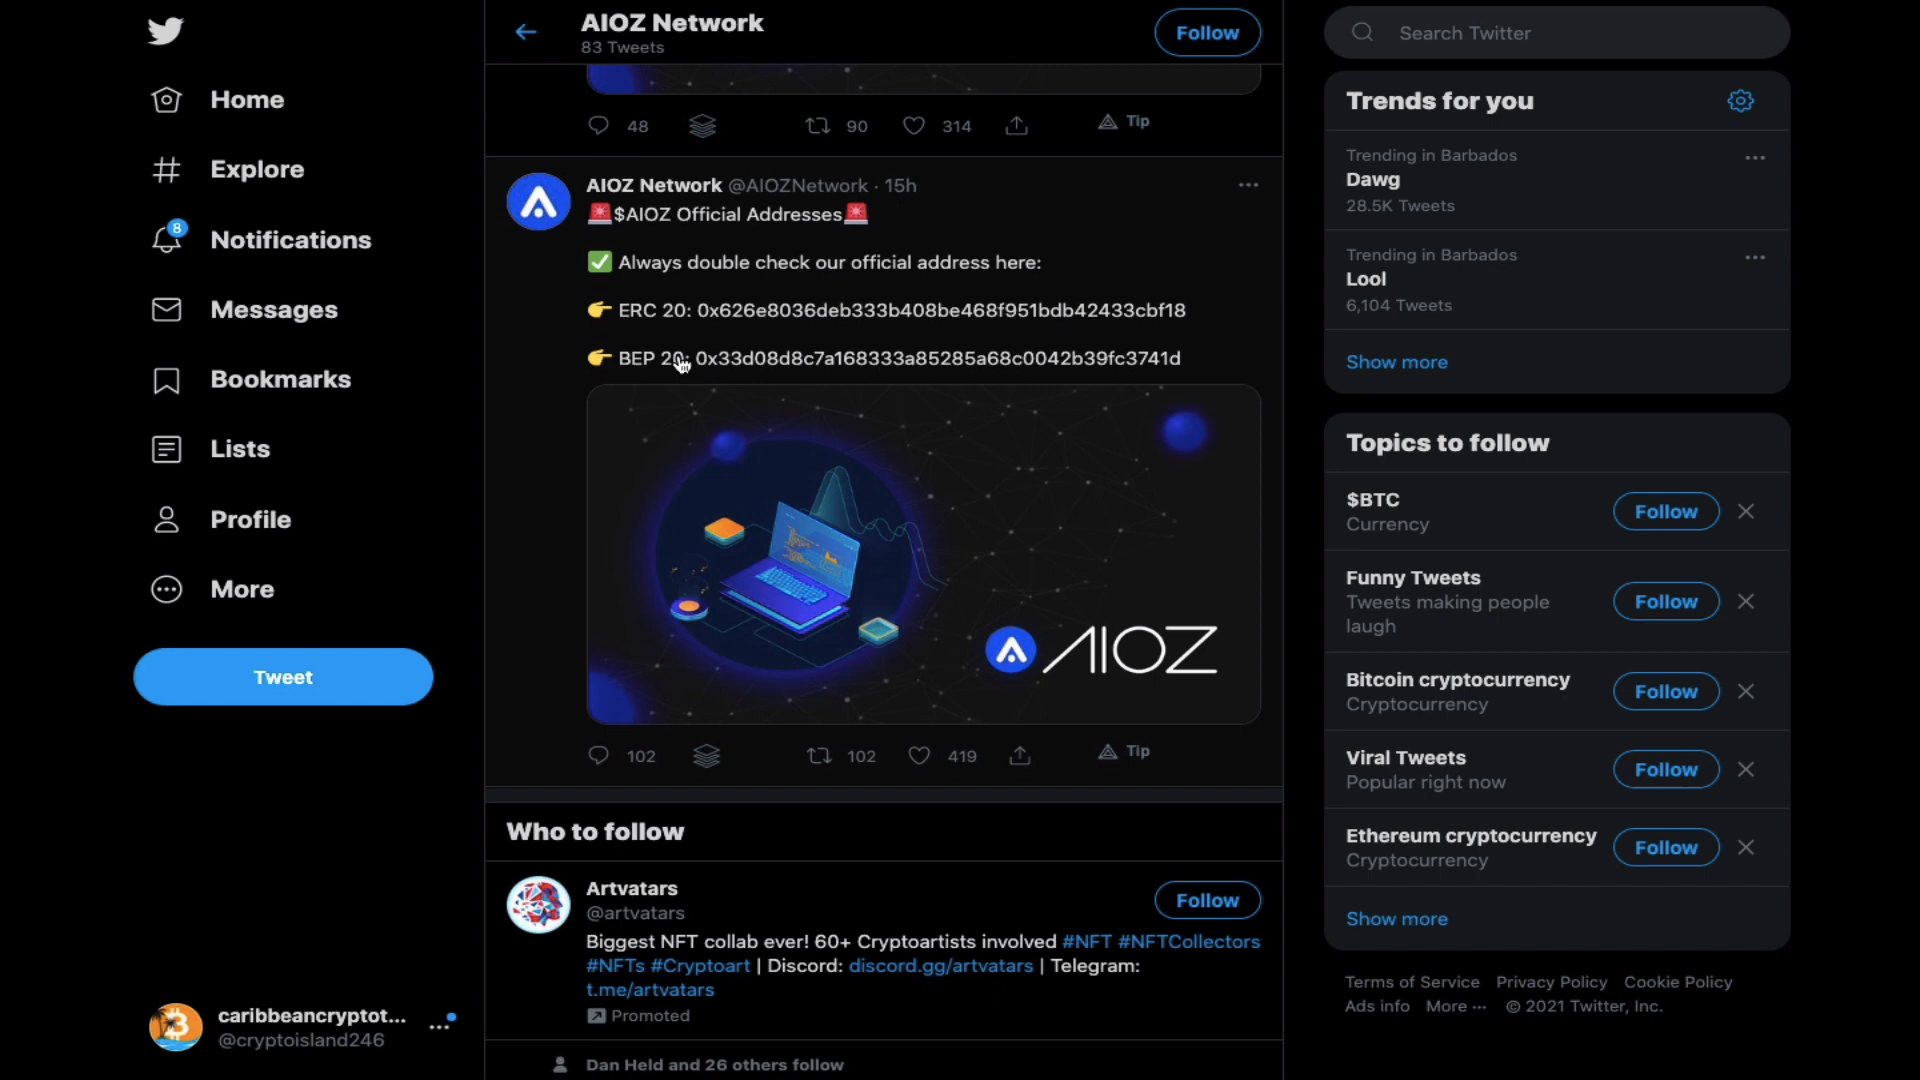 Home
Explore
8
Notifications
Messages
Bookmarks
Lists
Profile
More
Tweet
caribbeancryptot...
@cryptoisland246
AIOZ Network
83 Tweets
Follow
48
90
314
Tip
AIOZ Network @AIOZNetwork · 15h
🚨$AIOZ Official Addresses🚨
✅ Always double check our official address here:
👉 ERC 20: 0x626e8036deb333b408be468f951bdb42433cbf18
👉 BEP 20: 0x33d08d8c7a168333a85285a68c0042b39fc3741d
AIOZ
102
102
419
Tip
Who to follow
Artvatars
@artvatars
Follow
Biggest NFT collab ever! 60+ Cryptoartists involved #NFT #NFTCollectors
#NFTs #Cryptoart | Discord: discord.gg/artvatars | Telegram:
t.me/artvatars
Promoted
Dan Held and 26 others follow
Search Twitter
Trends for you
Trending in Barbados
Dawg
28.5K Tweets
Trending in Barbados
Lool
6,104 Tweets
Show more
Topics to follow
$BTC
Currency
Follow
Funny Tweets
Tweets making people
laugh
Follow
Bitcoin cryptocurrency
Cryptocurrency
Follow
Viral Tweets
Popular right now
Follow
Ethereum cryptocurrency
Cryptocurrency
Follow
Show more
Terms of Service Privacy Policy Cookie Policy
Ads info More ··· © 2021 Twitter, Inc.